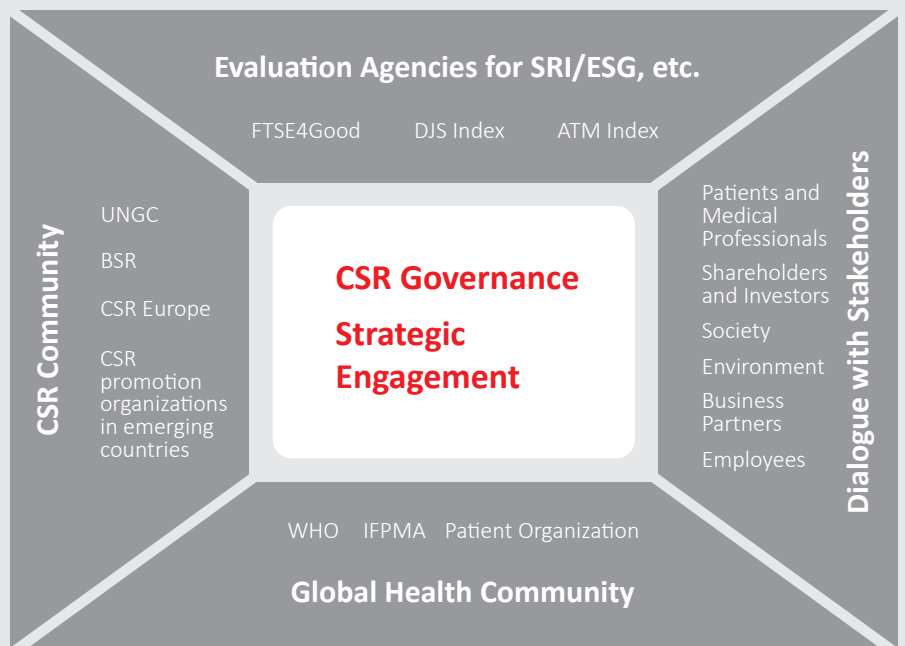 Evaluation Agencies for SRI/ESG, etc.
FTSE4Good DJS Index ATM Index
CSR Community
UNGC
BSR
CSR Europe
CSR
promotion
organizations
in emerging
countries
CSR Governance
Strategic
Engagement
Patients and
Medical
Professionals
Shareholders
and Investors
Society
Environment
Business
Partners
Employees
Dialogue with Stakeholders
WHO IFPMA Patient Organization
Global Health Community